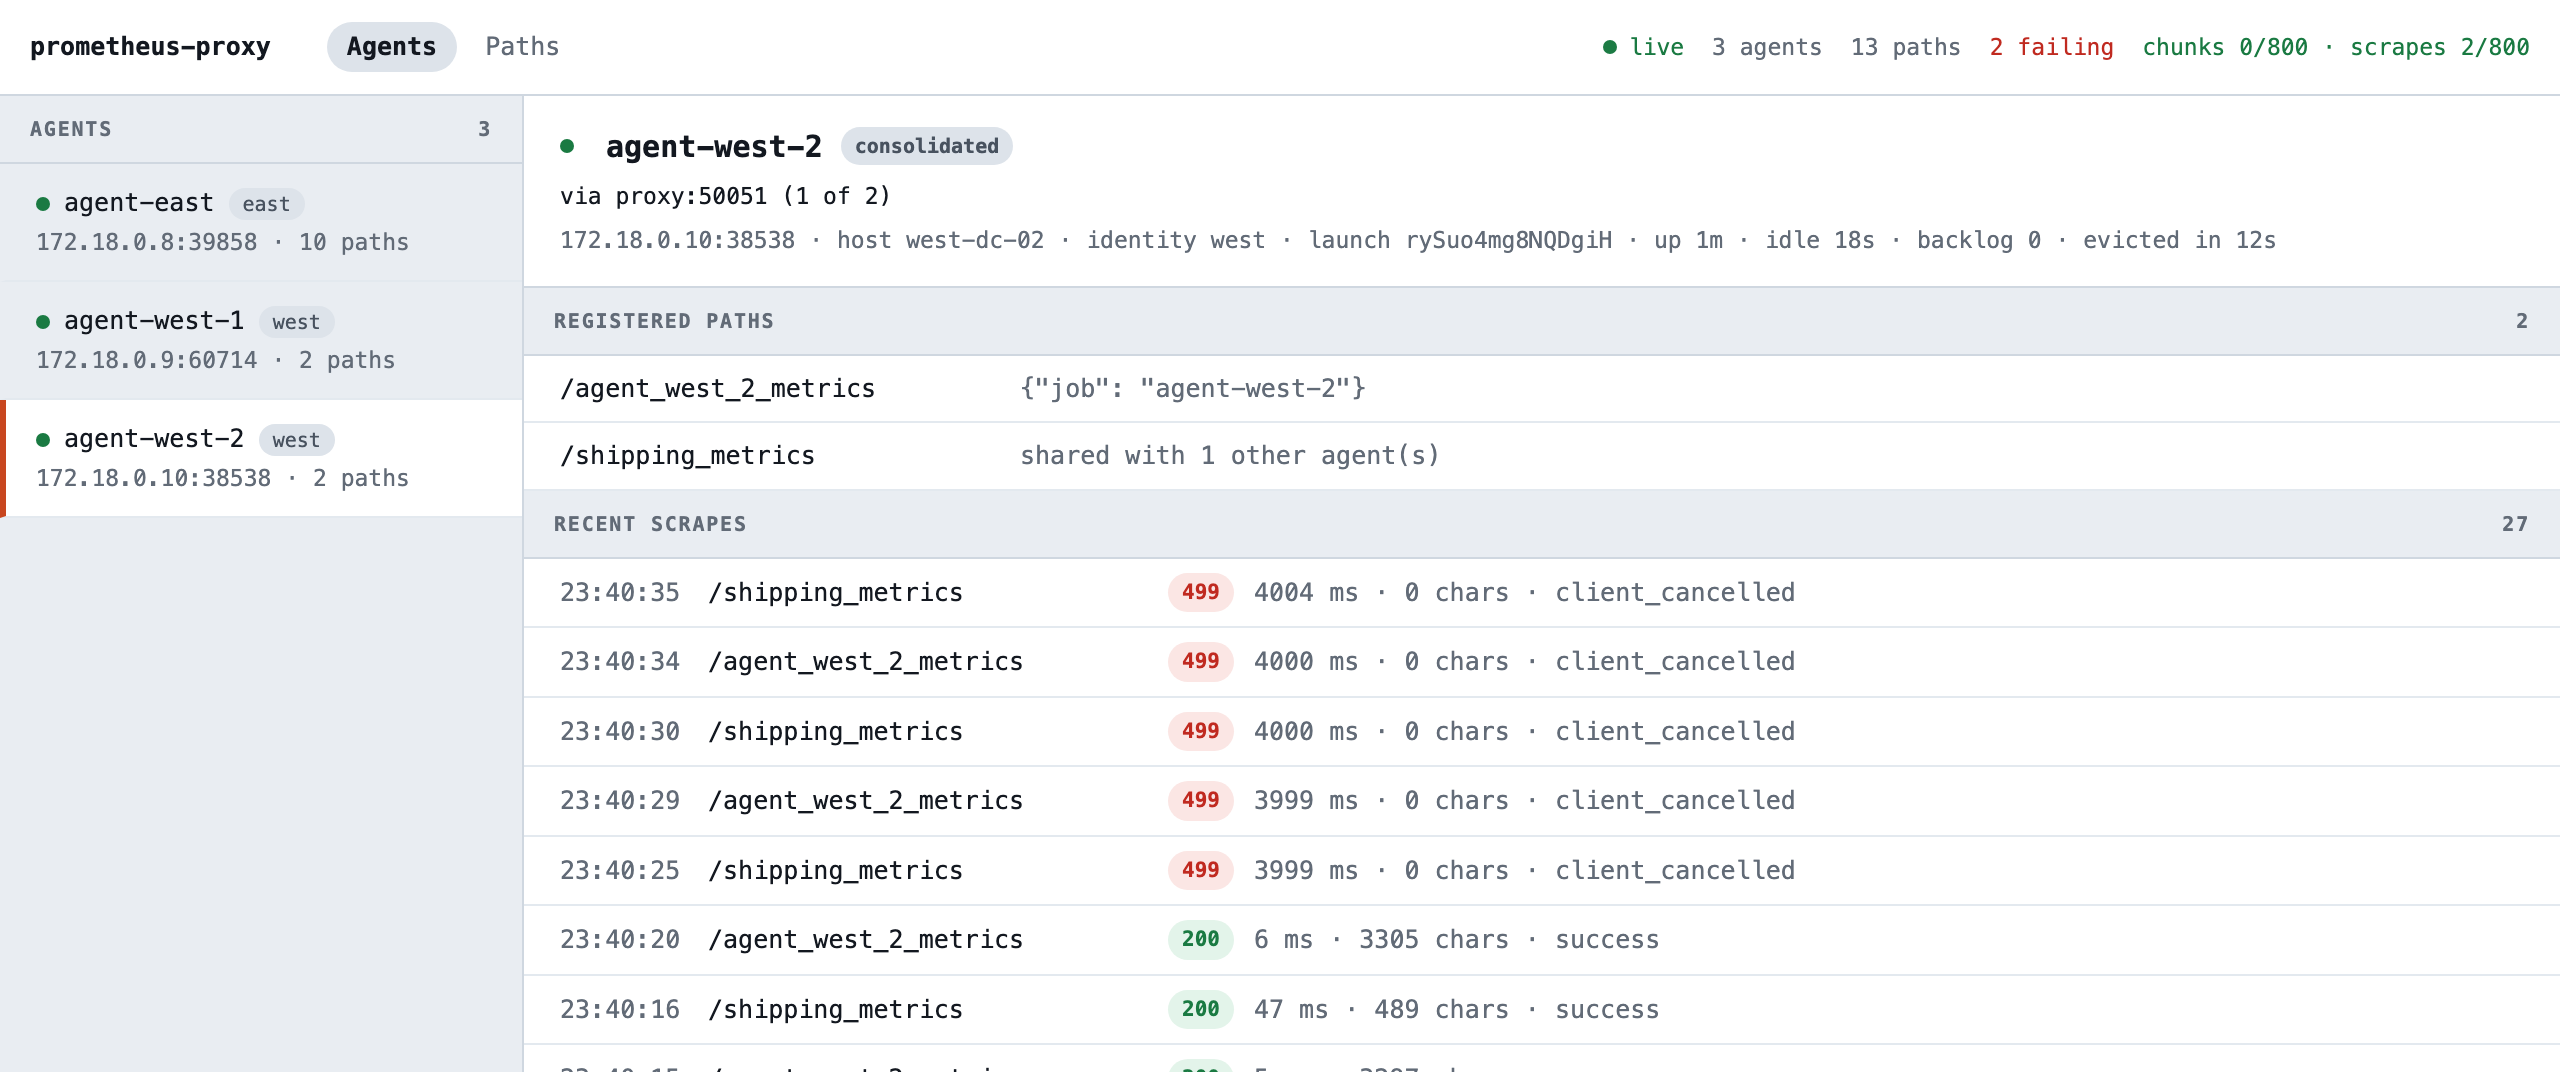 prometheus-proxy Agents Paths ● live 3 agents 13 paths 2 failing chunks 0/800 · scrapes 2/800
AGENTS 3
agent-east east
172.18.0.8:39858 · 10 paths
agent-west-1 west
172.18.0.9:60714 · 2 paths
agent-west-2 west
172.18.0.10:38538 · 2 paths
agent-west-2 consolidated
via proxy:50051 (1 of 2)
172.18.0.10:38538 · host west-dc-02 · identity west · launch rySuo4mg8NQDgiH · up 1m · idle 18s · backlog 0 · evicted in 12s
REGISTERED PATHS 2
/agent_west_2_metrics {"job": "agent-west-2"}
/shipping_metrics shared with 1 other agent(s)
RECENT SCRAPES 27
23:40:35 /shipping_metrics 499 4004 ms · 0 chars · client_cancelled
23:40:34 /agent_west_2_metrics 499 4000 ms · 0 chars · client_cancelled
23:40:30 /shipping_metrics 499 4000 ms · 0 chars · client_cancelled
23:40:29 /agent_west_2_metrics 499 3999 ms · 0 chars · client_cancelled
23:40:25 /shipping_metrics 499 3999 ms · 0 chars · client_cancelled
23:40:20 /agent_west_2_metrics 200 6 ms · 3305 chars · success
23:40:16 /shipping_metrics 200 47 ms · 489 chars · success